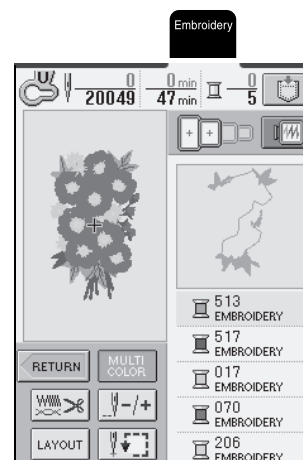 Embroidery
U
0 0 min 0
20049 47 min 5
513
EMBROIDERY
517
EMBROIDERY
017
EMBROIDERY
070
EMBROIDERY
206
EMBROIDERY
RETURN
MULTI
COLOR
-/+
LAYOUT